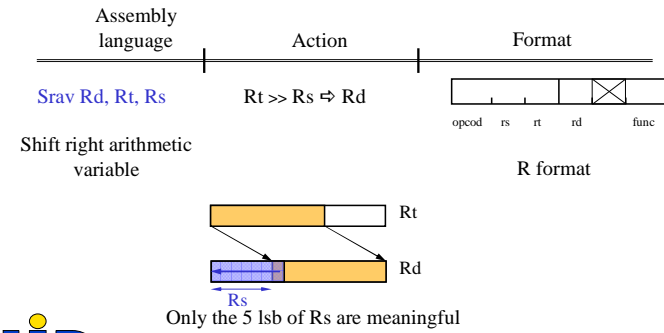 Assembly
language
Action
Format
Srav Rd, Rt, Rs
Rt >> Rs ⇨ Rd
opcod rs rt rd func
Shift right arithmetic
variable
R format
Rt
Rd
Rs
Only the 5 lsb of Rs are meaningful